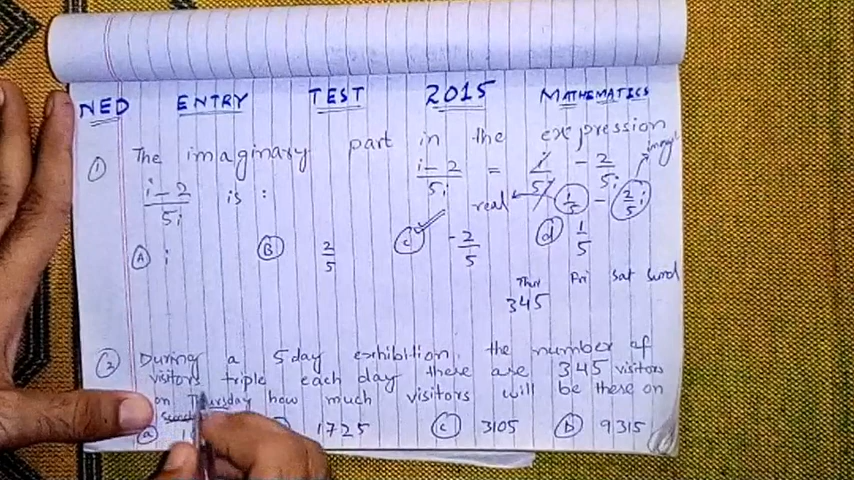 NED ENTRY TEST 2015 MATHEMATICS
① The imaginary part in the expression
i-2/5i is :
i-2/5i = i/5i - 2/5i
real 1/5 - 2/5i
Ⓐ i Ⓑ 2/5 ⓒ -2/5 ⓓ 1/5
Thur Fri Sat Sund
345
② During a 5 day exhibition, the number of
visitors triple each day there are 345 visitors
on Thursday how much visitors will be there on
ⓐ 1725 ⓒ 3105 ⓓ 9315